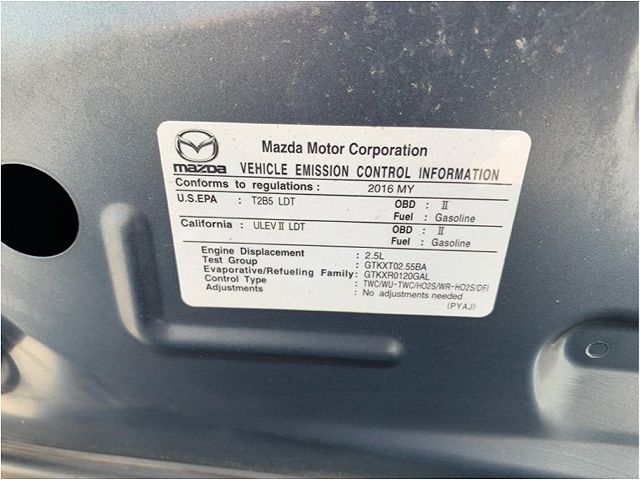 Mazda Motor Corporation
mazda VEHICLE EMISSION CONTROL INFORMATION
Conforms to regulations : 2016 MY
U.S.EPA : T2B5 LDT OBD : II
Fuel : Gasoline
California : ULEV II LDT OBD : II
Fuel : Gasoline
Engine Displacement : 2.5L
Test Group : GTKXT02.55BA
Evaporative/Refueling Family: GTKXR0120GAL
Control Type : TWC/WU-TWC/HO2S/WR-HO2S/DFI
Adjustments : No adjustments needed
(PYAJ)